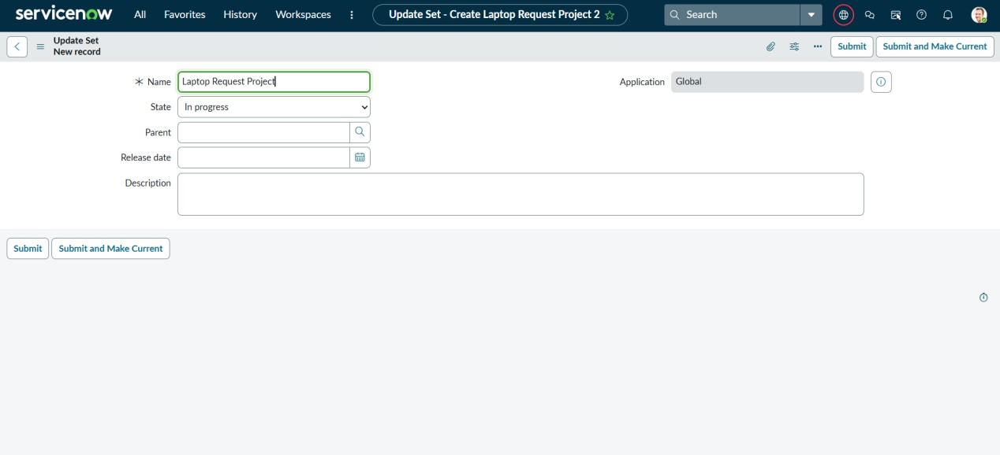 servicenow All Favorites History Workspaces Update Set - Create Laptop Request Project 2 Search
Update Set
New record
Submit Submit and Make Current
Name Laptop Request Project Application Global
State In progress
Parent
Release date
Description
Submit Submit and Make Current